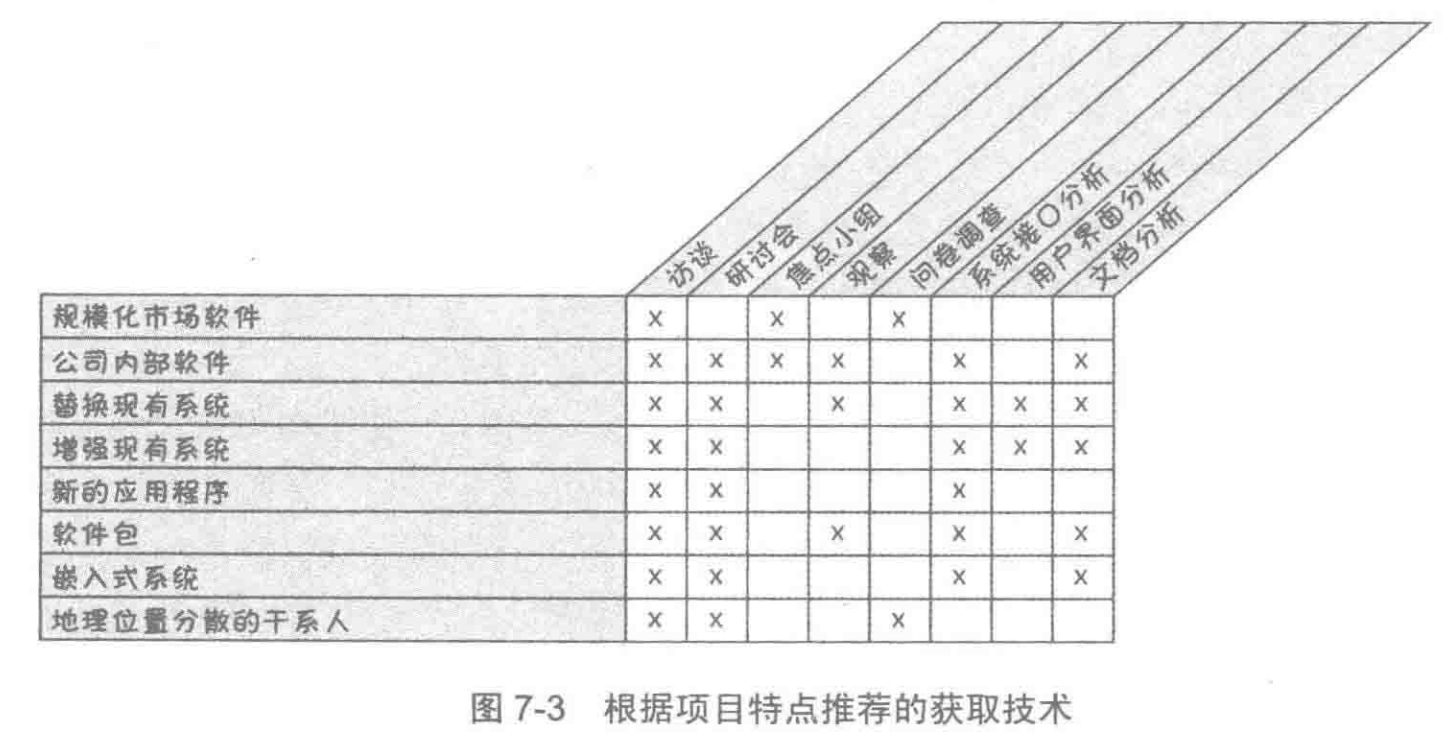 访谈 研讨会 焦点小组 观察 问卷调查 系统接口分析 用户界面分析 文档分析
规模化市场软件 x x x
公司内部软件 x x x x x x
替换现有系统 x x x x x x
增强现有系统 x x x x x
新的应用程序 x x x
软件包 x x x x x
嵌入式系统 x x x x
地理位置分散的干系人 x x x
图 7-3 根据项目特点推荐的获取技术